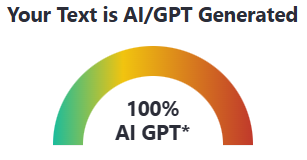 Your Text is AI/GPT Generated
100%
AI GPT*